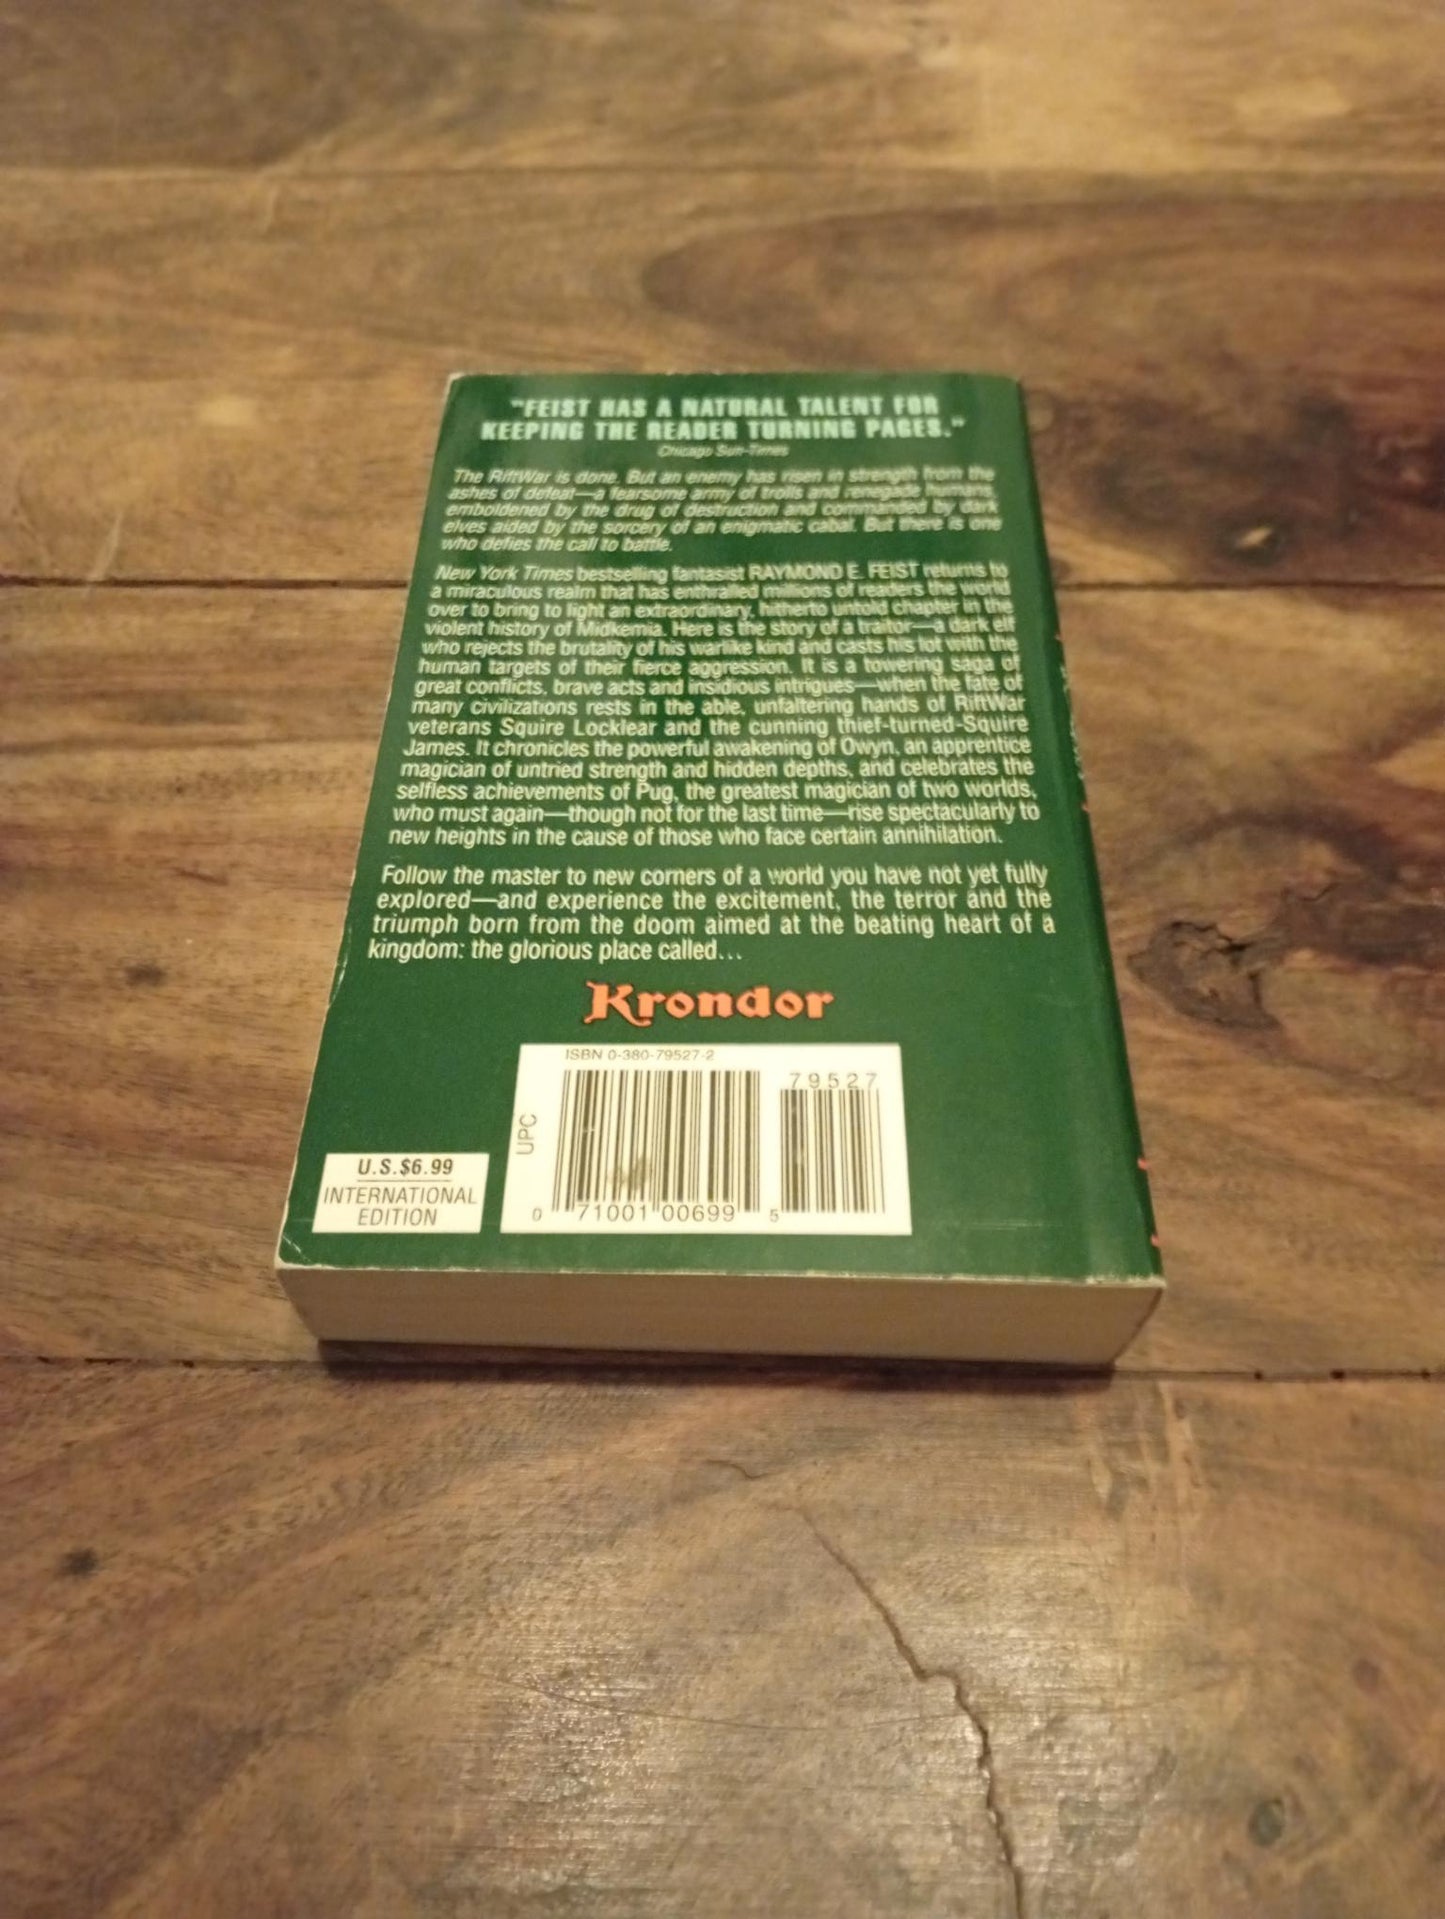 "FEIST HAS A NATURAL TALENT FOR
KEEPING THE READER TURNING PAGES."
Chicago Sun-Times
The RiftWar is done. But an enemy has risen in strength from the
ashes of defeat—a fearsome army of trolls and renegade humans,
emboldened by the drug of destruction and commanded by dark
elves aided by the sorcery of an enigmatic cabal. But there is one
who defies the call to battle.
New York Times bestselling fantasist RAYMOND E. FEIST returns to
a miraculous realm that has enthralled millions of readers the world
over to bring to light an extraordinary, hitherto untold chapter in the
violent history of Midkemia. Here is the story of a traitor—a dark elf
who rejects the brutality of his warlike kind and casts his lot with the
human targets of their fierce aggression. It is a towering saga of
great conflicts, brave acts and insidious intrigues—when the fate of
many civilizations rests in the able, unfaltering hands of RiftWar
veterans Squire Locklear and the cunning thief-turned-Squire
James. It chronicles the powerful awakening of Owyn, an apprentice
magician of untried strength and hidden depths, and celebrates the
selfless achievements of Pug, the greatest magician of two worlds,
who must again—though not for the last time—rise spectacularly to
new heights in the cause of those who face certain annihilation.
Follow the master to new corners of a world you have not yet fully
explored—and experience the excitement, the terror and the
triumph born from the doom aimed at the beating heart of a
kingdom: the glorious place called...
Krondor
ISBN 0-380-79527-2
79527
UPC
0 71001 00699 5
U.S.$6.99
INTERNATIONAL
EDITION